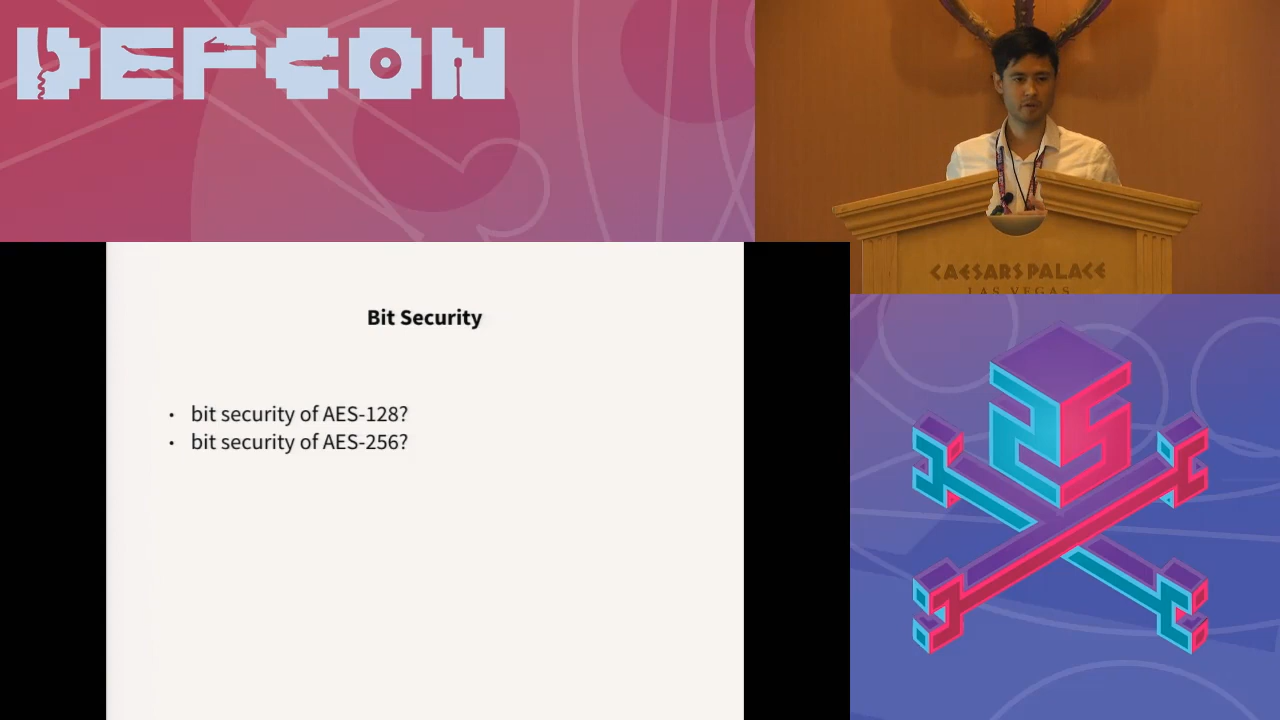 DEFCON
CAESARS PALACE
LAS VEGAS
Bit Security
• bit security of AES-128?
• bit security of AES-256?